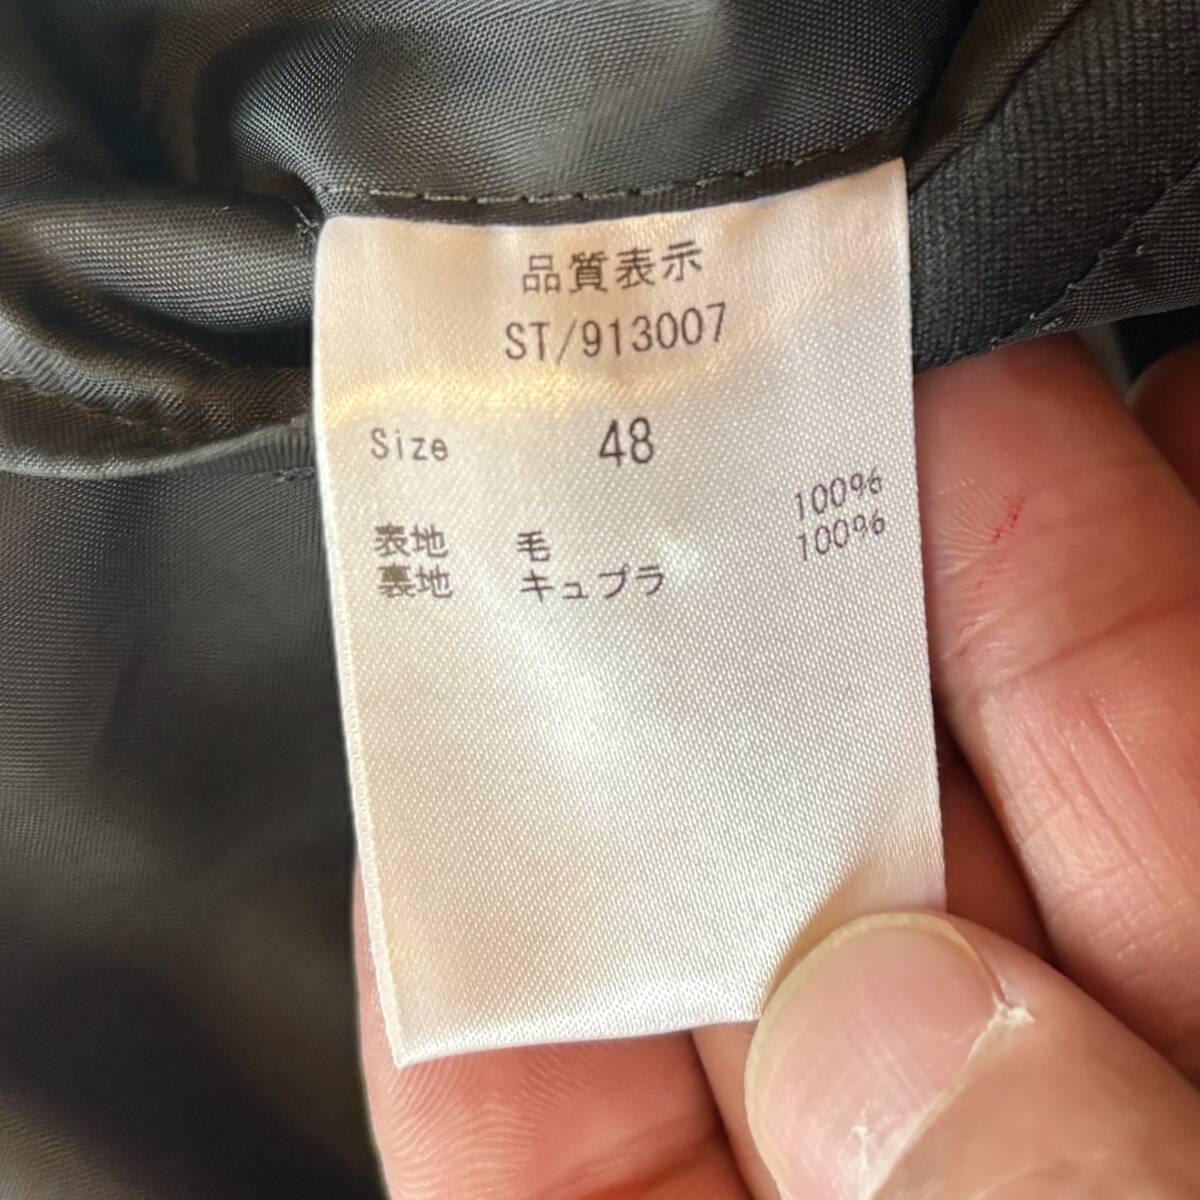 品質表示
ST/913007
Size 48
表地 毛 100%
裏地 キュプラ 100%